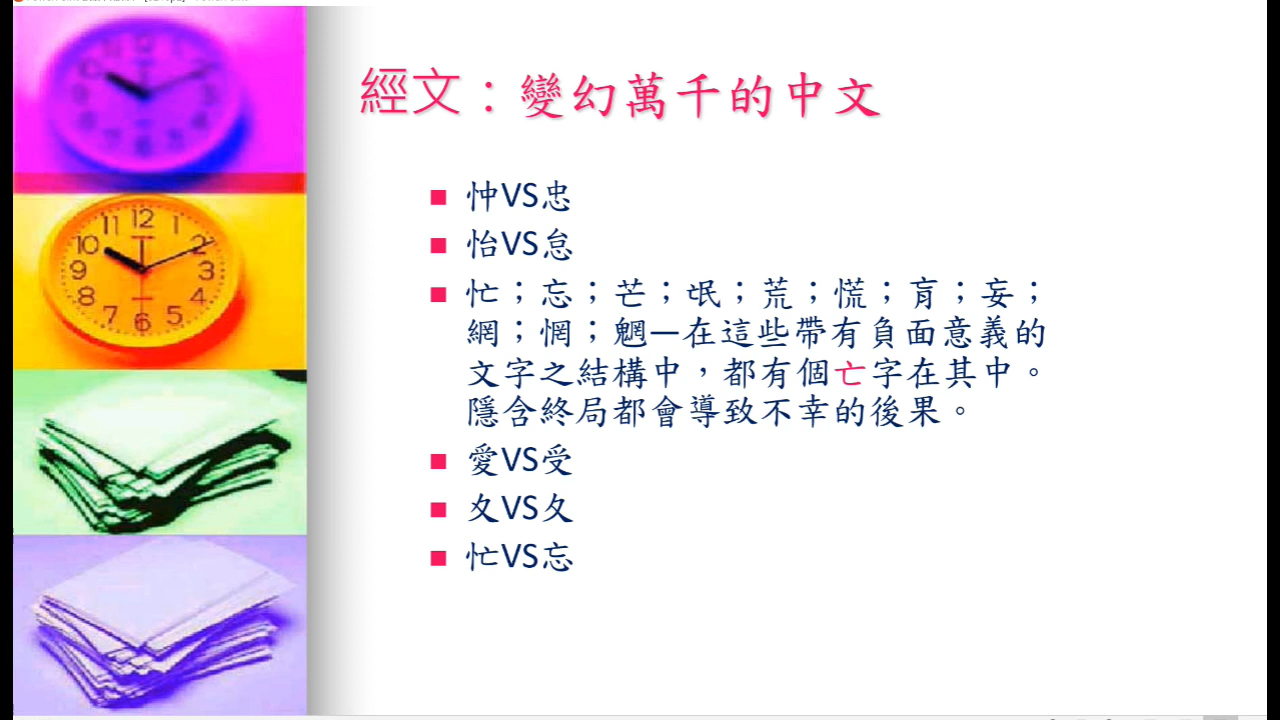 經文：變幻萬千的中文
忡VS忠
怡VS怠
忙；忘；芒；氓；荒；慌；肓；妄；
網；惘；魍—在這些帶有負面意義的
文字之結構中，都有個亡字在其中。
隱含終局都會導致不幸的後果。
愛VS受
夊VS夂
忙VS忘